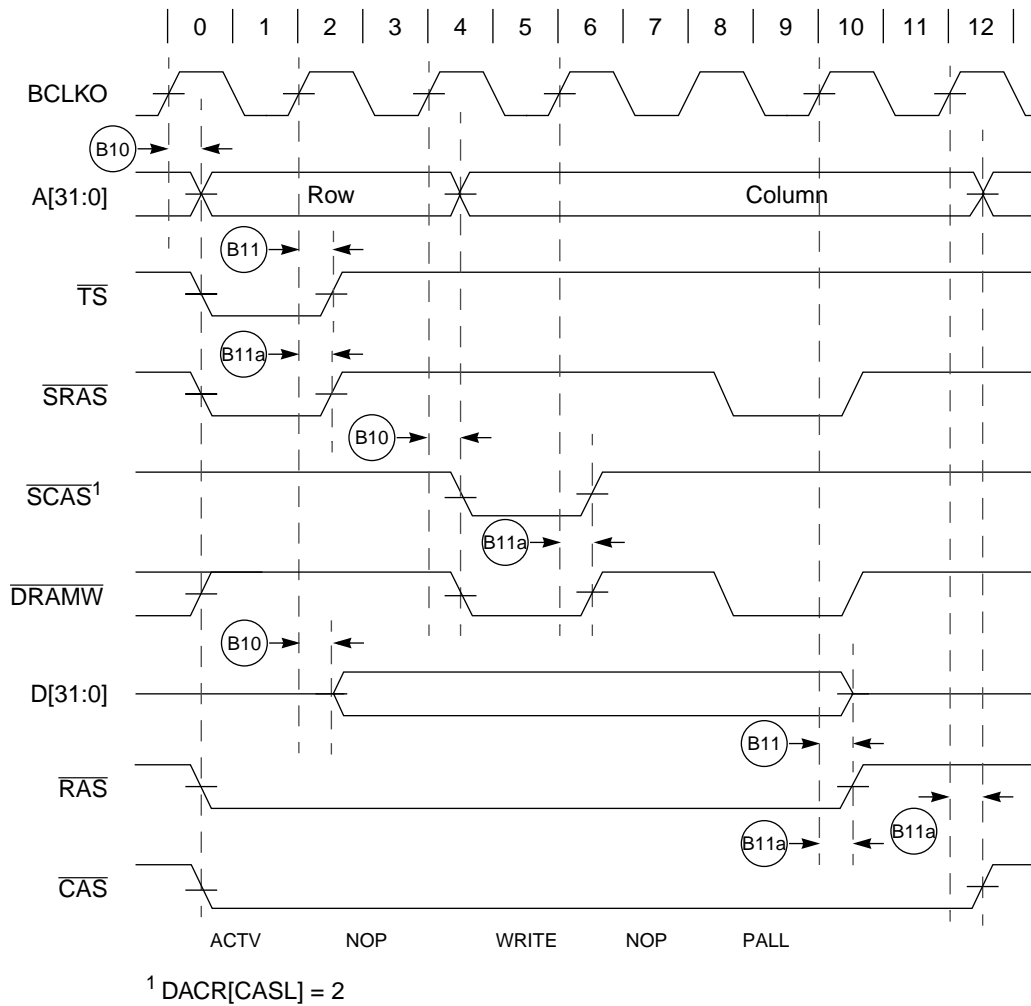 0 1 2 3 4 5 6 7 8 9 10 11 12
BCLKO
B10
A[31:0] Row Column
B11
TS
B11a
SRAS
B10
SCAS¹
B11a
DRAMW
B10
D[31:0]
B11
RAS
B11a B11a
CAS
ACTV NOP WRITE NOP PALL
¹ DACR[CASL] = 2